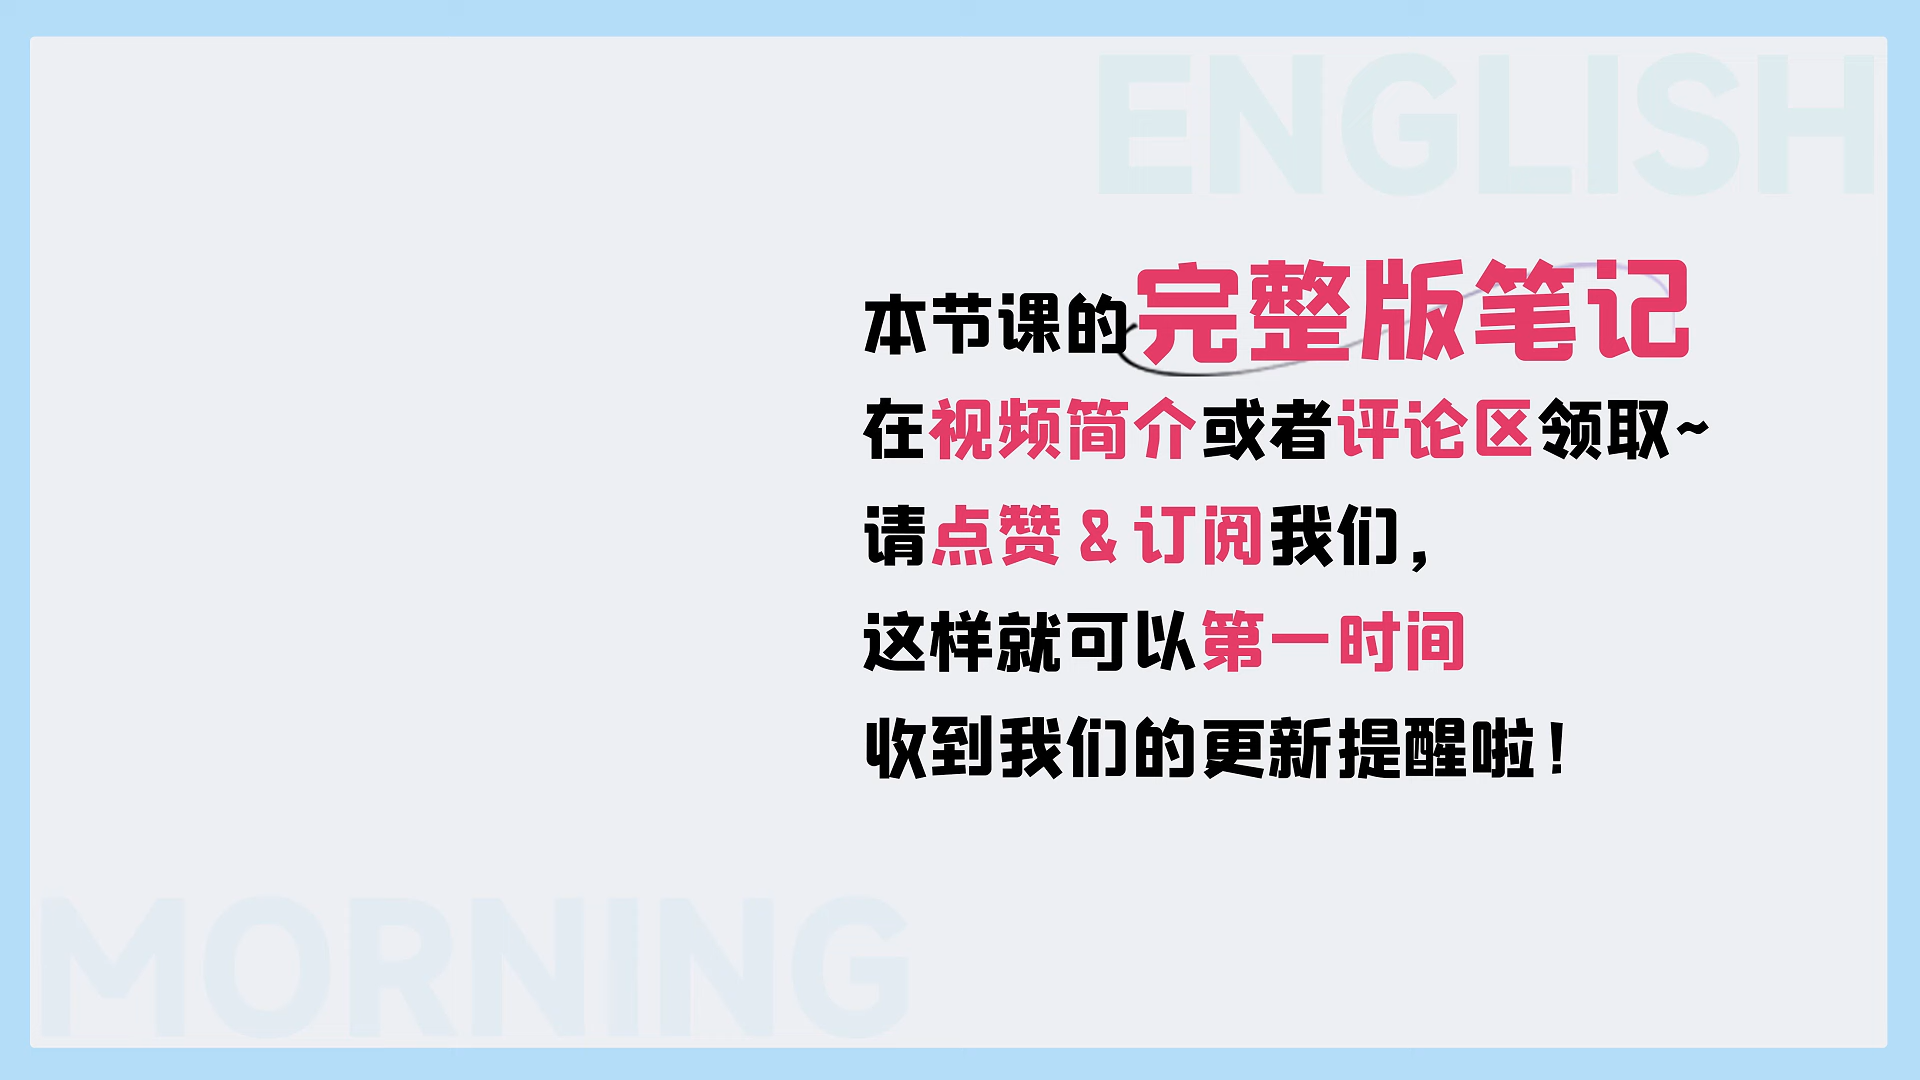 ENGLISH
本节课的完整版笔记
在视频简介或者评论区领取~
请点赞&订阅我们，
这样就可以第一时间
收到我们的更新提醒啦！
MORNING